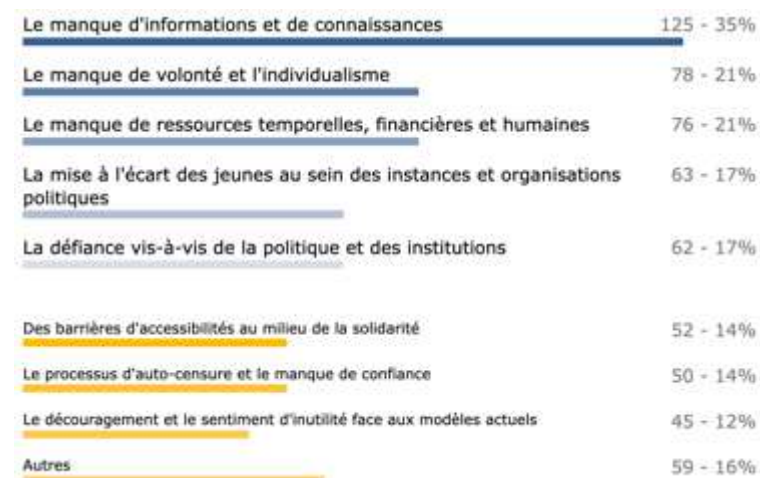 Le manque d'informations et de connaissances 125 - 35%
Le manque de volonté et l'individualisme 78 - 21%
Le manque de ressources temporelles, financières et humaines 76 - 21%
La mise à l'écart des jeunes au sein des instances et organisations 63 - 17%
politiques
La défiance vis-à-vis de la politique et des institutions 62 - 17%
Des barrières d'accessibilités au milieu de la solidarité 52 - 14%
Le processus d'auto-censure et le manque de confiance 50 - 14%
Le découragement et le sentiment d'inutilité face aux modèles actuels 45 - 12%
Autres 59 - 16%